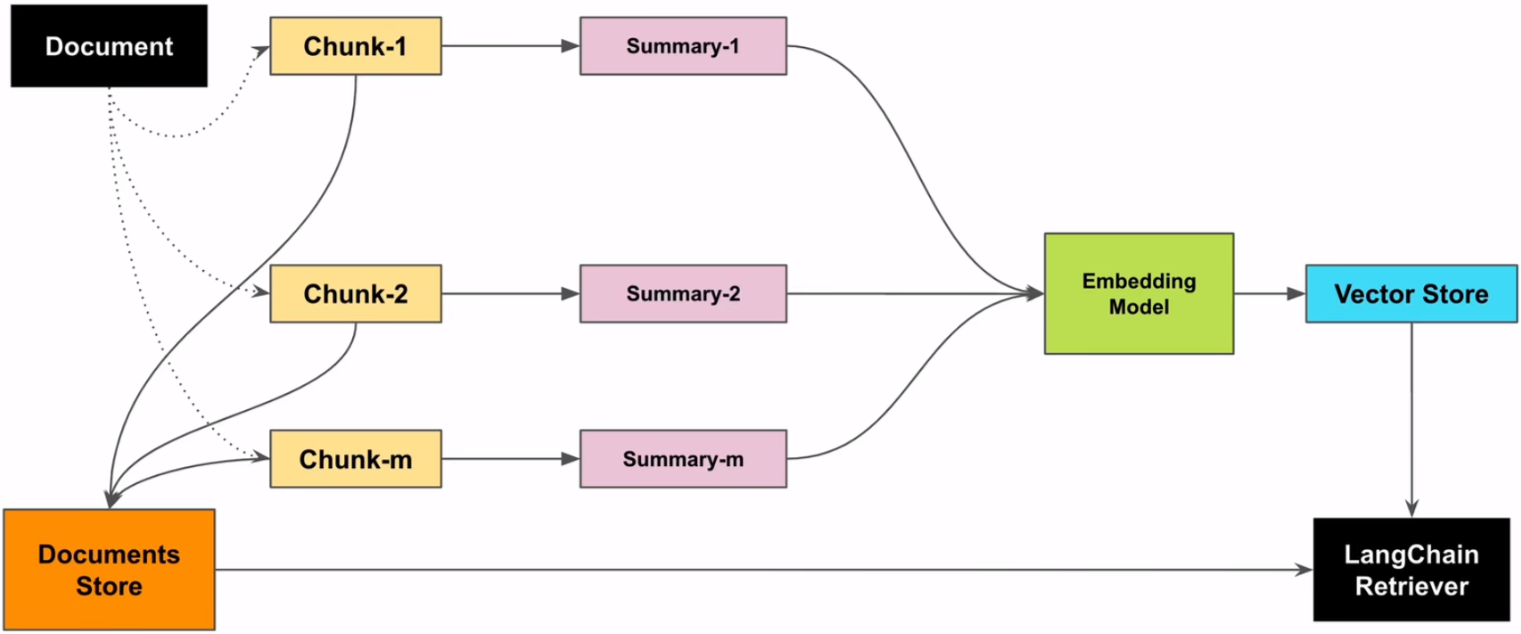 Document
Chunk-1
Summary-1
Chunk-2
Summary-2
Embedding
Model
Vector Store
Chunk-m
Summary-m
Documents
Store
LangChain
Retriever